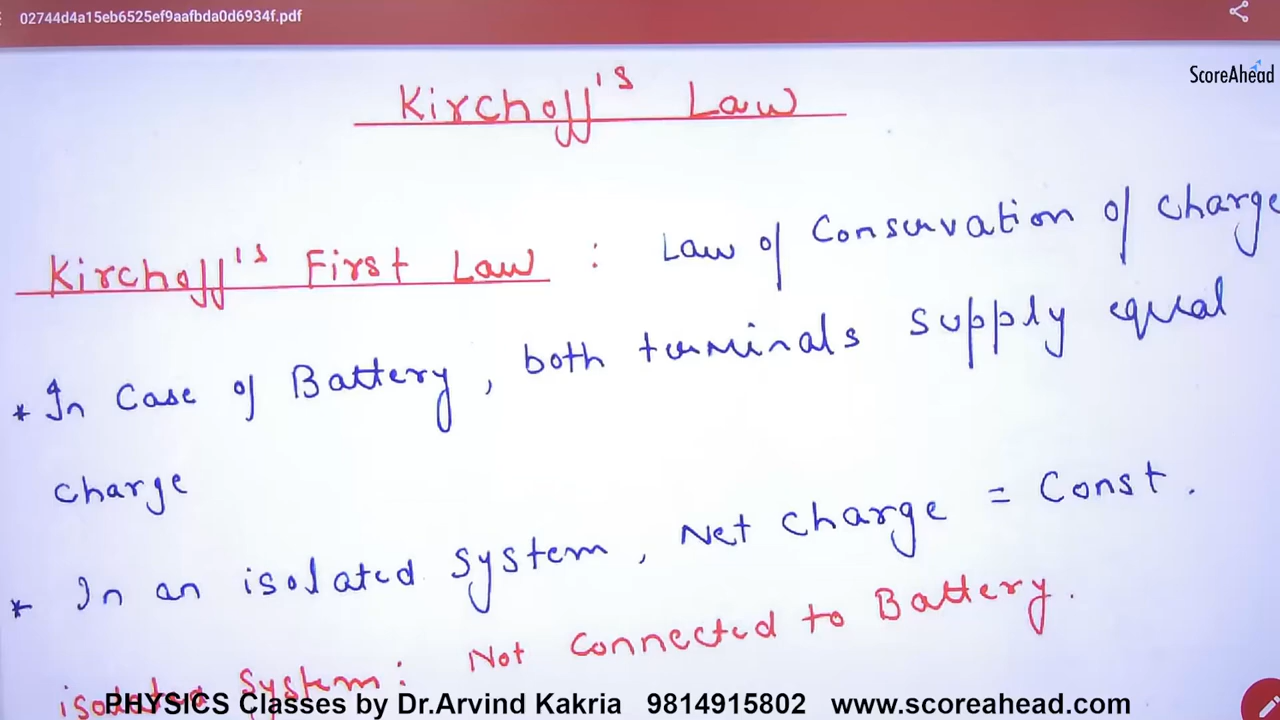 02744d4a15eb6525ef9aafbda0d6934f.pdf
ScoreAhead
Kirchoff's Law
Kirchoff's First Law : Law of Conservation of charge
* In Case of Battery, both terminals supply equal
charge
* In an isolated system, Net charge = Const.
isolated system: Not Connected to Battery.
PHYSICS Classes by Dr.Arvind Kakria 9814915802 www.scoreahead.com